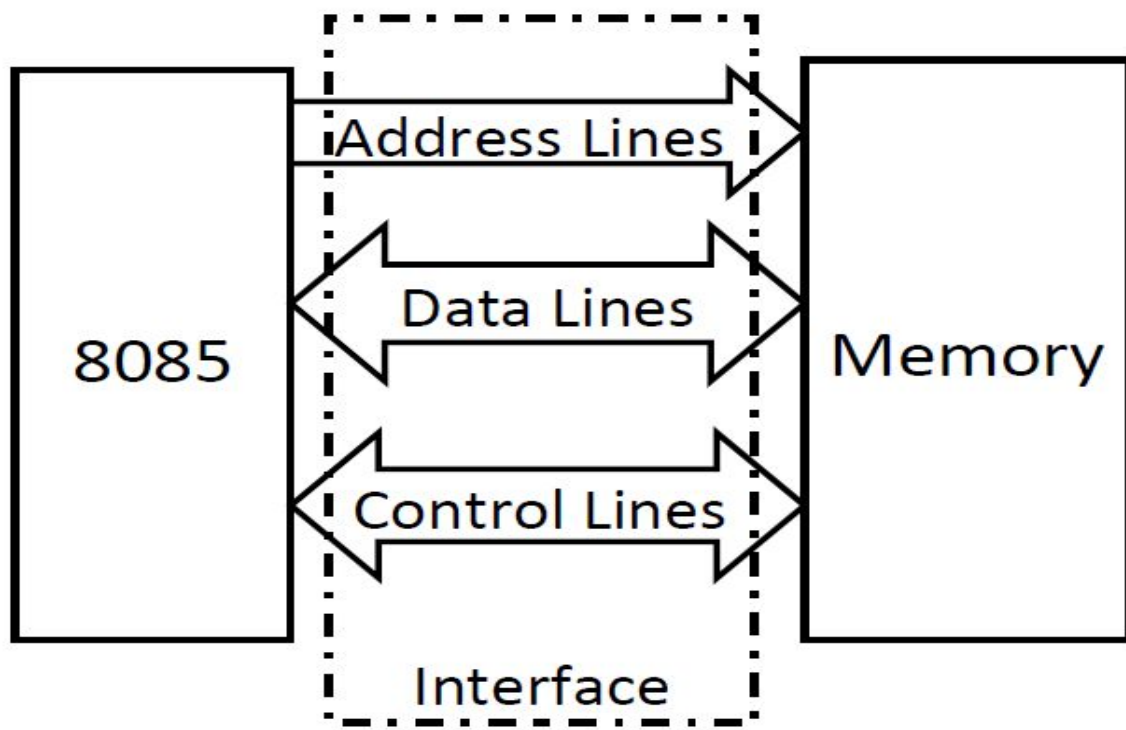 Address Lines
Data Lines
8085
Memory
Control Lines
Interface